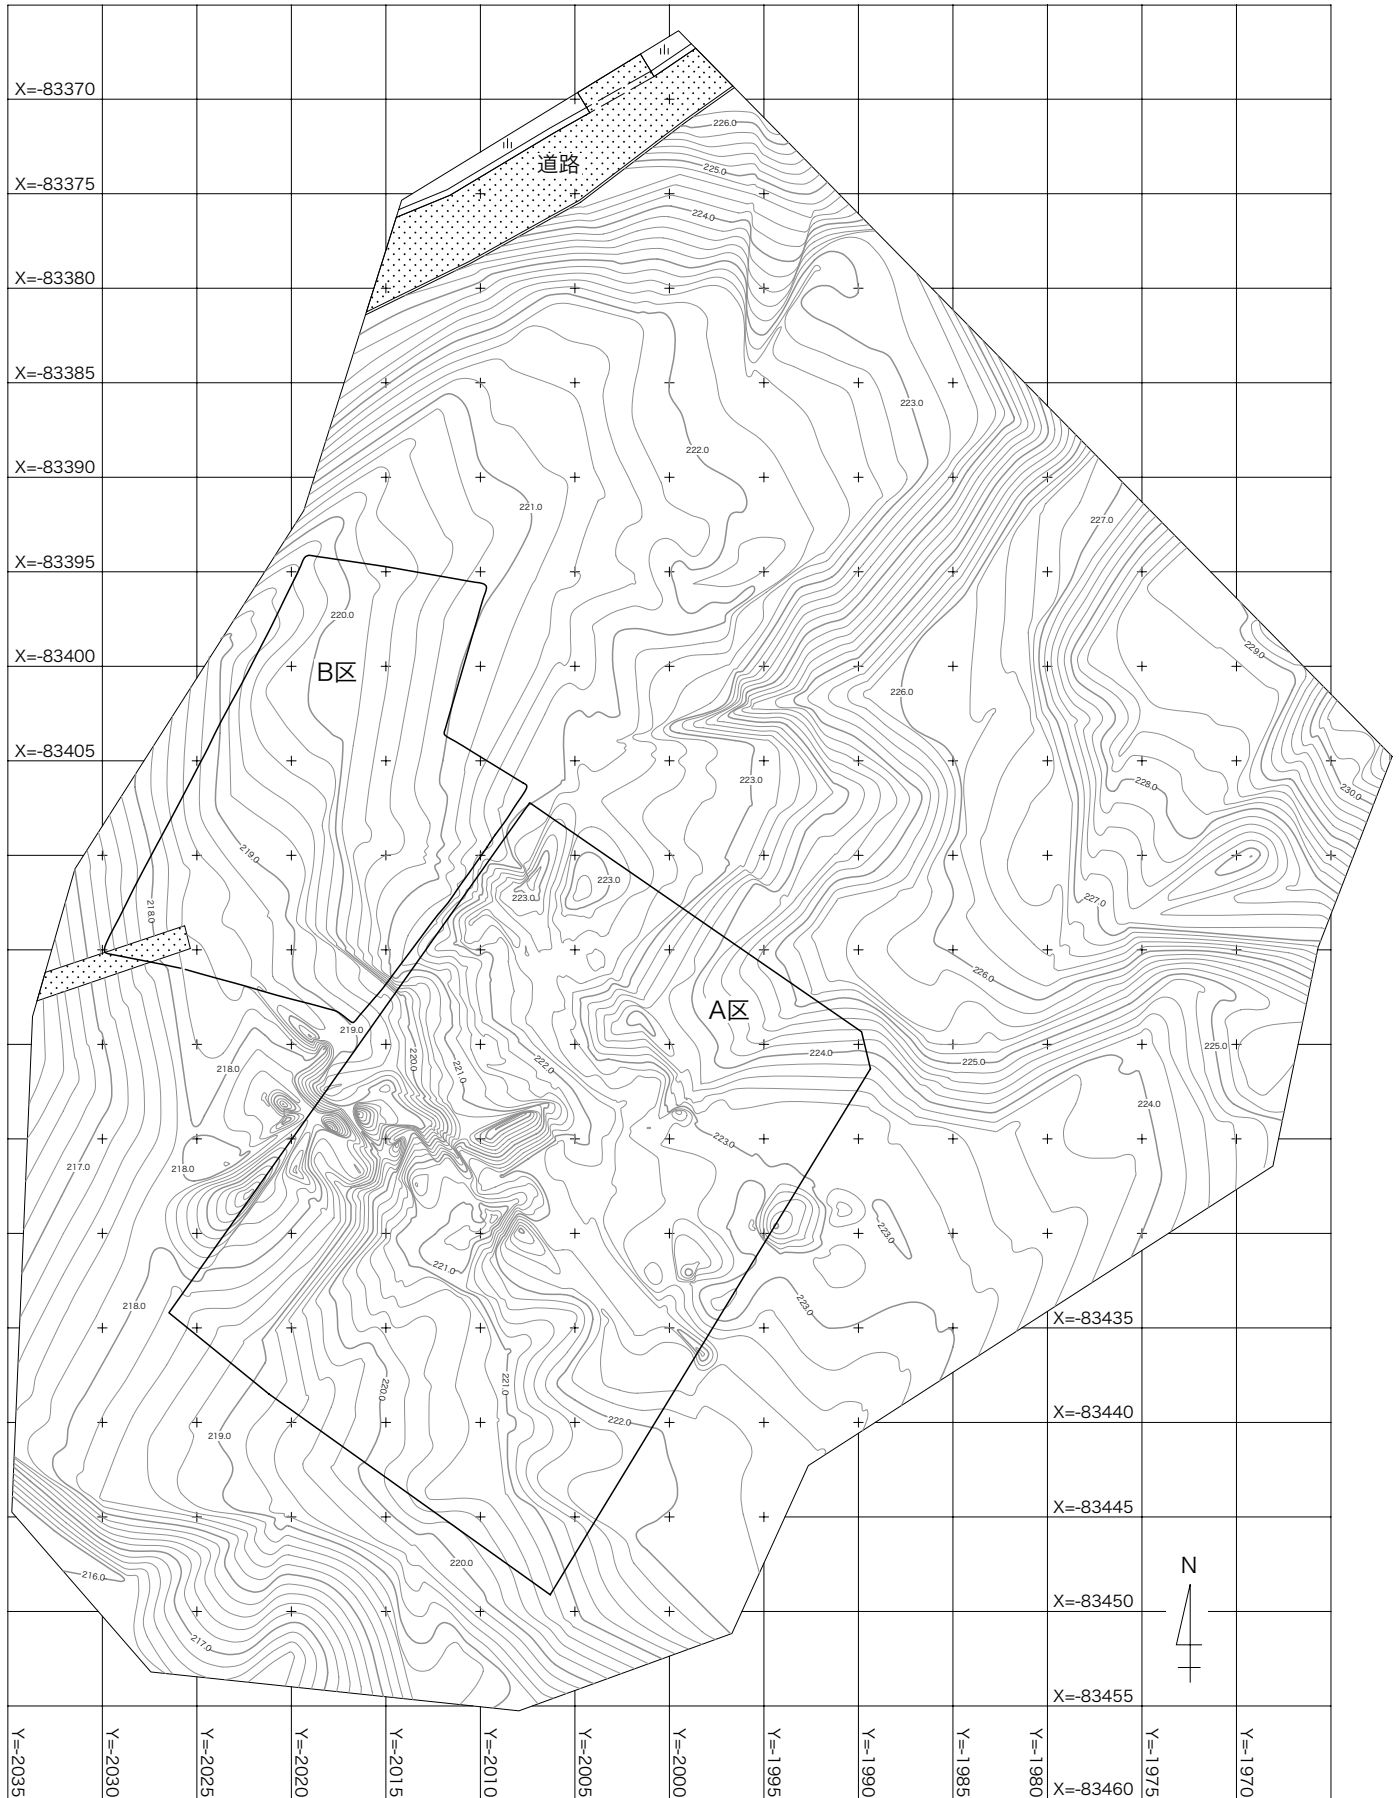 X=-83370
226.0
道路
225.0
X=-83375
224.0
X=-83380
X=-83385
223.0
222.0
X=-83390
221.0
227.0
X=-83395
220.0
229.0
X=-83400
B区
226.0
X=-83405
223.0
228.0
230.0
219.0
223.0
223.0
227.0
218.0
226.0
A区
219.0
220.0
222.0
224.0
225.0
225.0
218.0
221.0
224.0
223.0
217.0
218.0
223.0
221.0
218.0
223.0
X=-83435
220.0
221.0
222.0
X=-83440
219.0
X=-83445
220.0
N
216.0
X=-83450
217.0
X=-83455
Y=-2035
Y=-2030
Y=-2025
Y=-2020
Y=-2015
Y=-2010
Y=-2005
Y=-2000
Y=-1995
Y=-1990
Y=-1985
Y=-1980
Y=-1975
Y=-1970
X=-83460